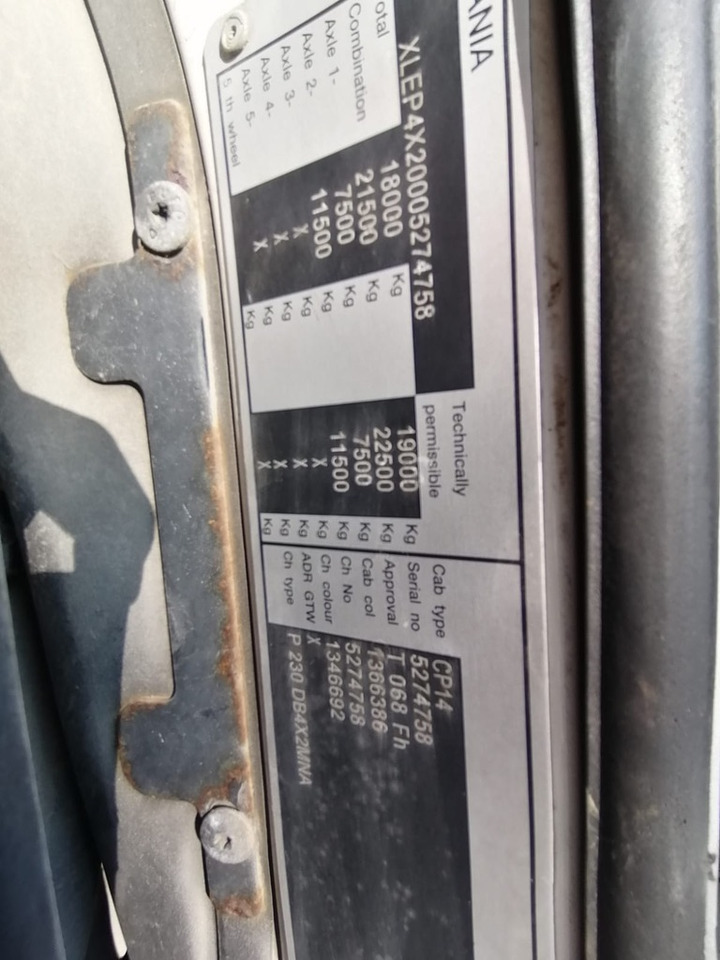 ANIA
XLEP4X20005274758
Technically
permissible
otal 18000 Kg 19000 Kg
Combination 21500 Kg 22500 Kg
Axle 1- 7500 Kg 7500 Kg
Axle 2- 11500 Kg 11500 Kg
Axle 3- X Kg X Kg
Axle 4- X Kg X Kg
Axle 5- X Kg X Kg
5 th wheel Kg
Cab type CP14
Serial no 5274758
Approval T 068 Fh
Cab col 1366386
Ch No 5274758
Ch colour 1346692
ADR GTW X
Ch type P 230 DB4X2MNA